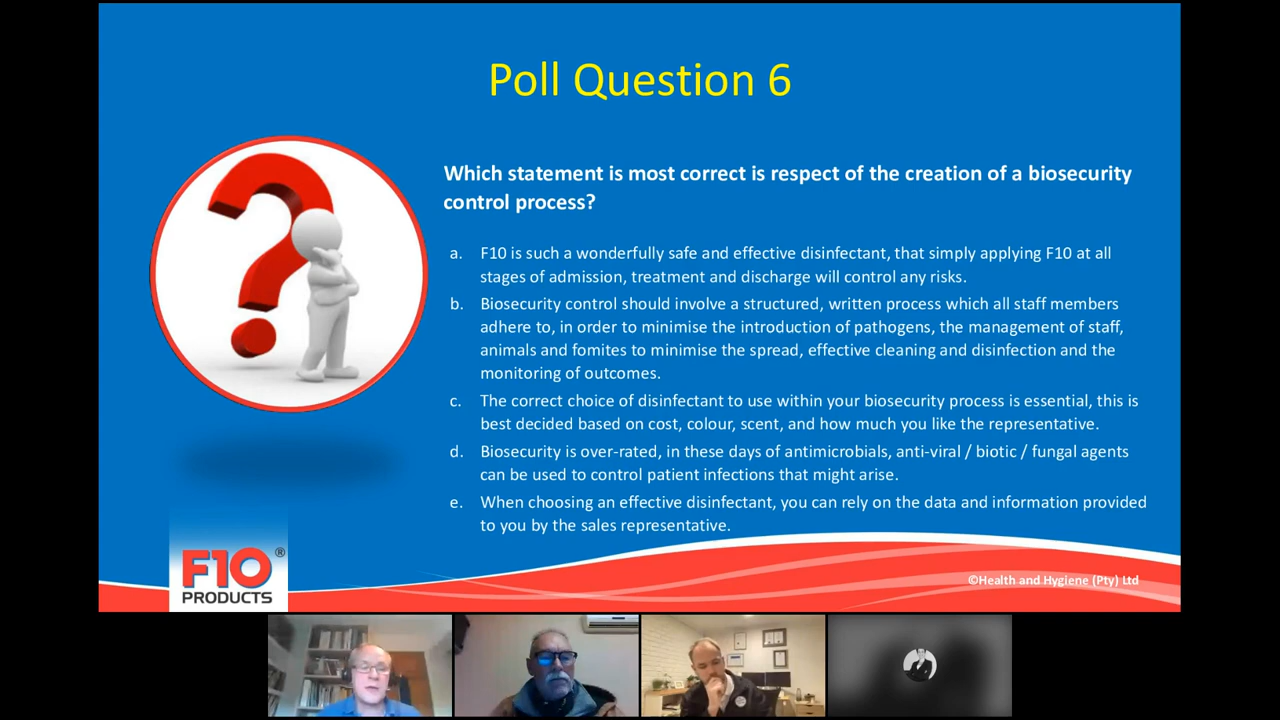 Poll Question 6
Which statement is most correct is respect of the creation of a biosecurity
control process?
a. F10 is such a wonderfully safe and effective disinfectant, that simply applying F10 at all
stages of admission, treatment and discharge will control any risks.
b. Biosecurity control should involve a structured, written process which all staff members
adhere to, in order to minimise the introduction of pathogens, the management of staff,
animals and fomites to minimise the spread, effective cleaning and disinfection and the
monitoring of outcomes.
c. The correct choice of disinfectant to use within your biosecurity process is essential, this is
best decided based on cost, colour, scent, and how much you like the representative.
d. Biosecurity is over-rated, in these days of antimicrobials, anti-viral / biotic / fungal agents
can be used to control patient infections that might arise.
e. When choosing an effective disinfectant, you can rely on the data and information provided
to you by the sales representative.
F10®
PRODUCTS
©Health and Hygiene (Pty) Ltd